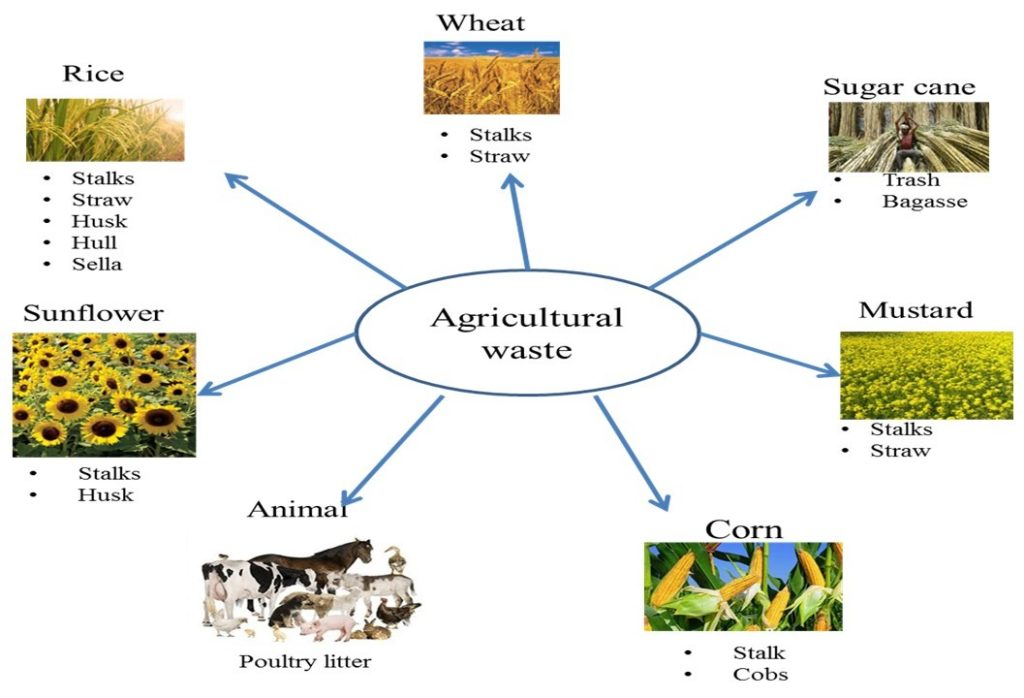 Wheat
• Stalks
• Straw
Rice
• Stalks
• Straw
• Husk
• Hull
• Sella
Sugar cane
• Trash
• Bagasse
Agricultural
waste
Sunflower
• Stalks
• Husk
Mustard
• Stalks
• Straw
Animal
Poultry litter
Corn
• Stalk
• Cobs